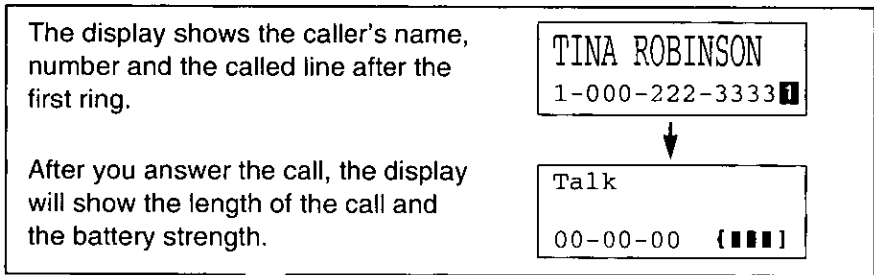 The display shows the caller's name,
number and the called line after the
first ring.
TINA ROBINSON
1-000-222-3333 1
After you answer the call, the display
will show the length of the call and
the battery strength.
Talk
00-00-00